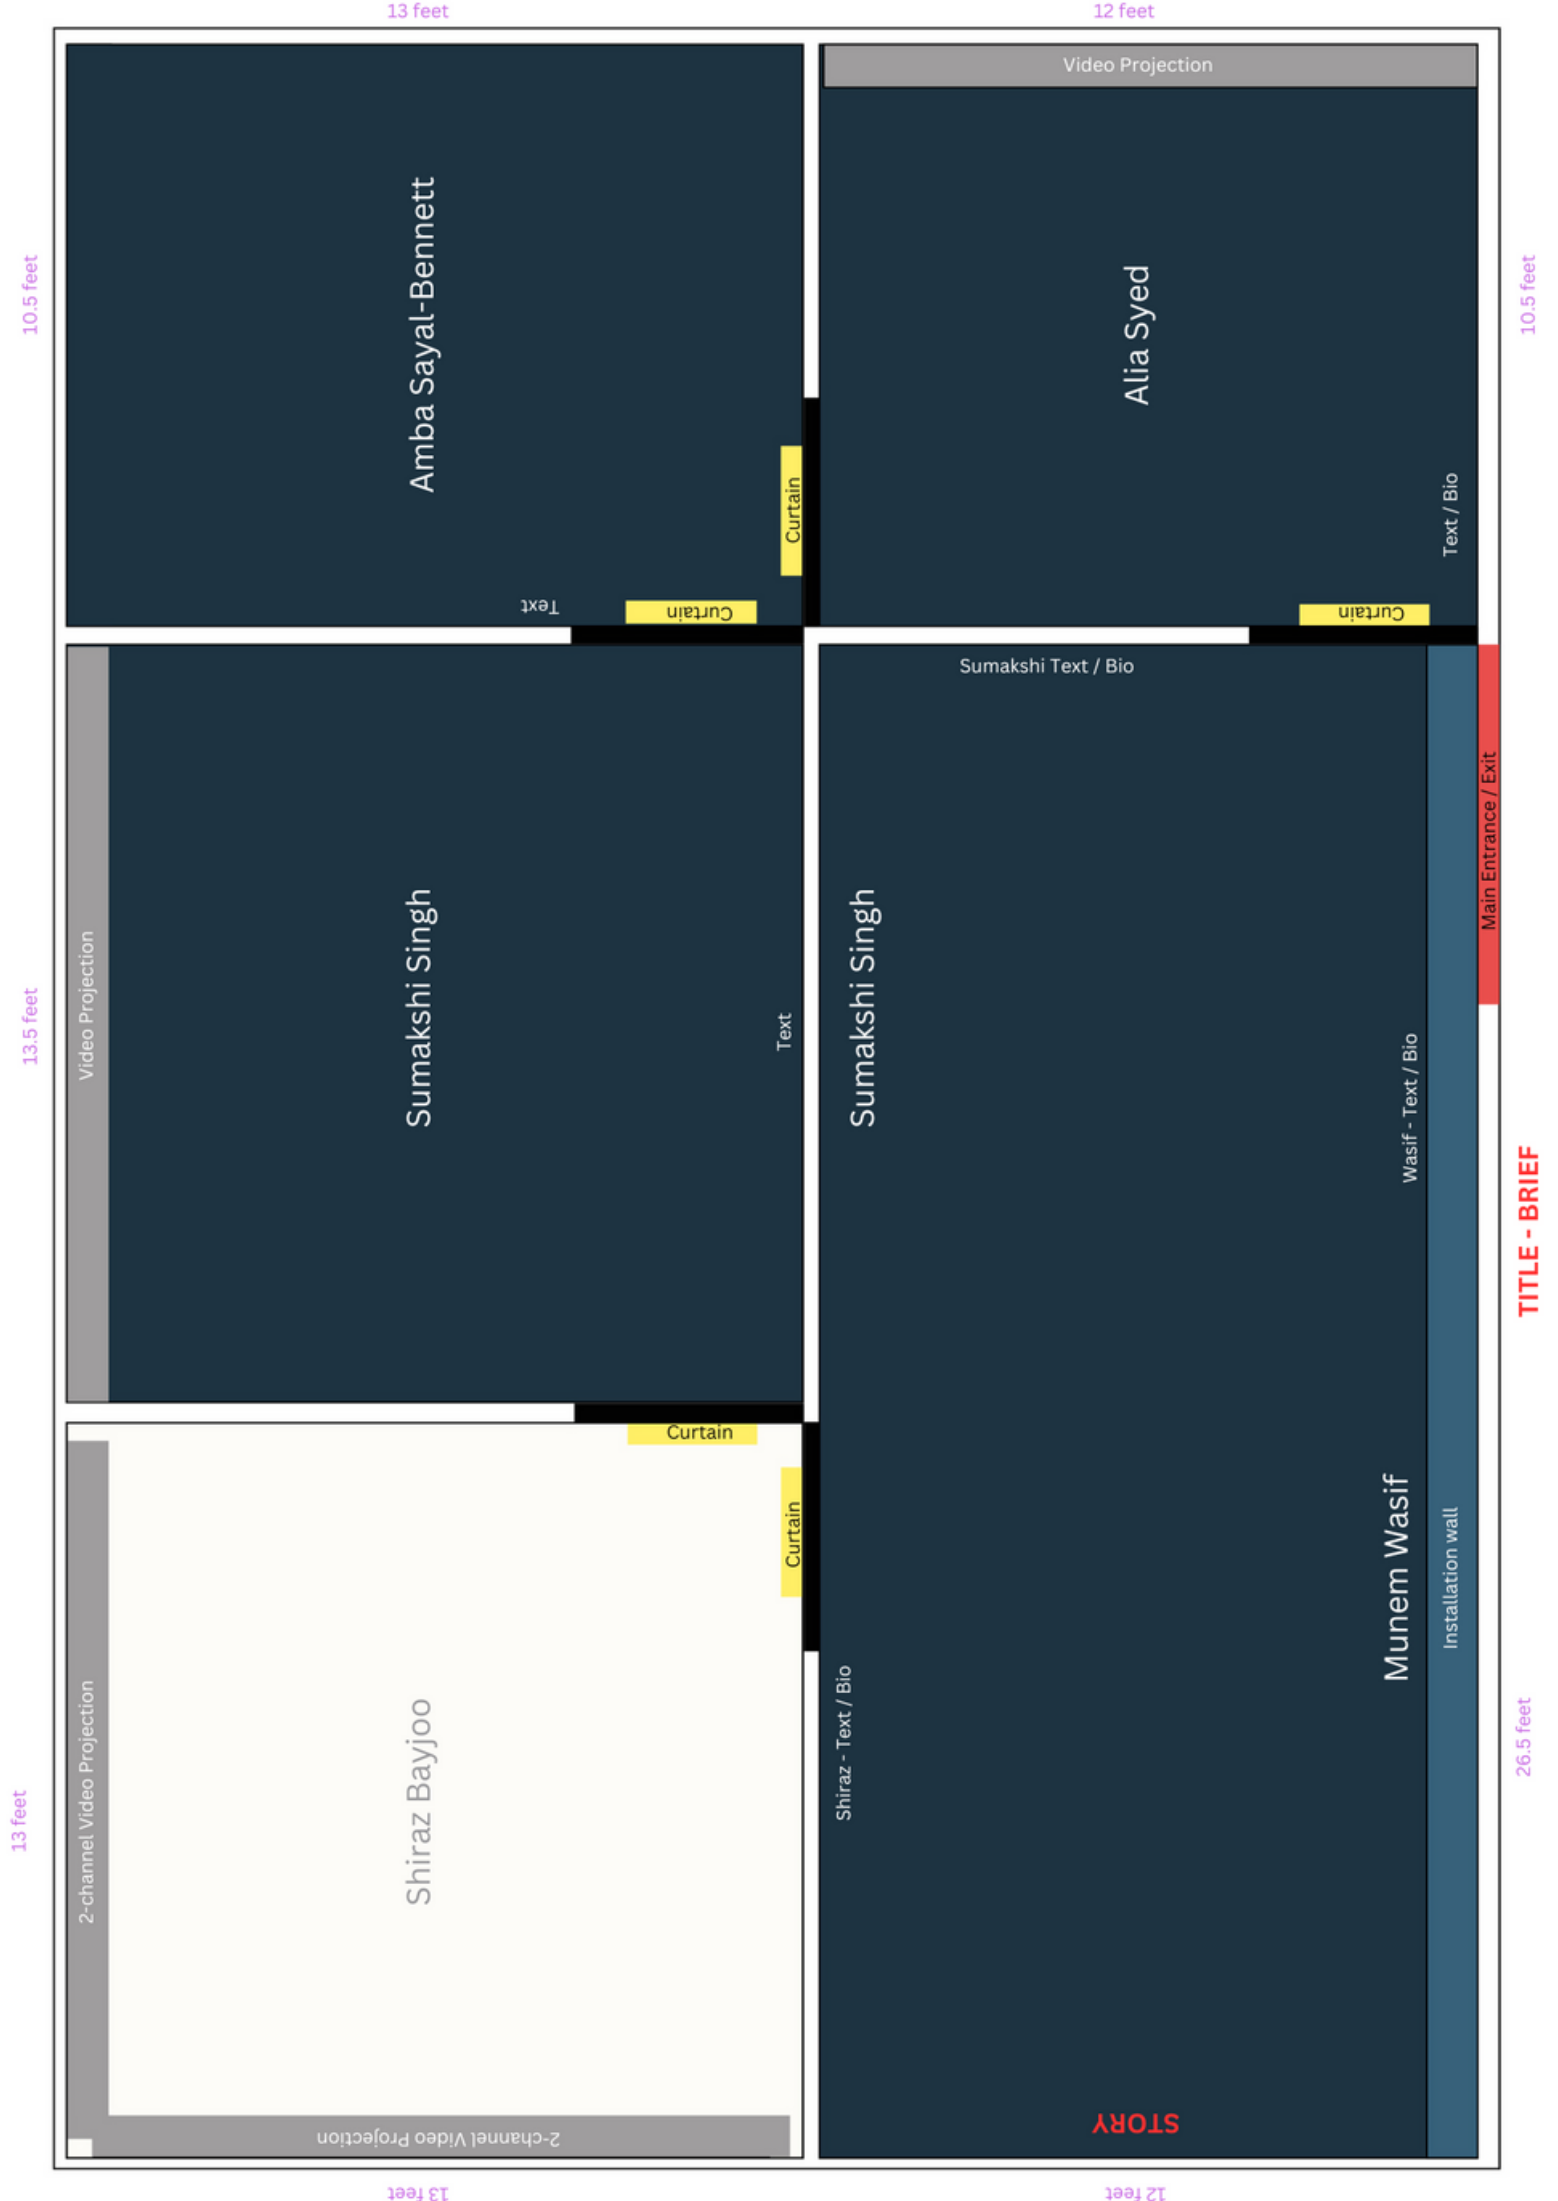 13 feet
12 feet
Video Projection
Amba Sayal-Bennett
Alia Syed
10.5 feet
10.5 feet
Curtain
Text / Bio
Text
Curtain
Curtain
Sumakshi Text / Bio
Main Entrance / Exit
Video Projection
Sumakshi Singh
Text
Sumakshi Singh
Wasif - Text / Bio
13.5 feet
TITLE - BRIEF
Curtain
Curtain
Munem Wasif
Installation wall
2-channel Video Projection
Shiraz Bayjoo
Shiraz - Text / Bio
13 feet
26.5 feet
STORY
2-channel Video Projection
13 feet
12 feet